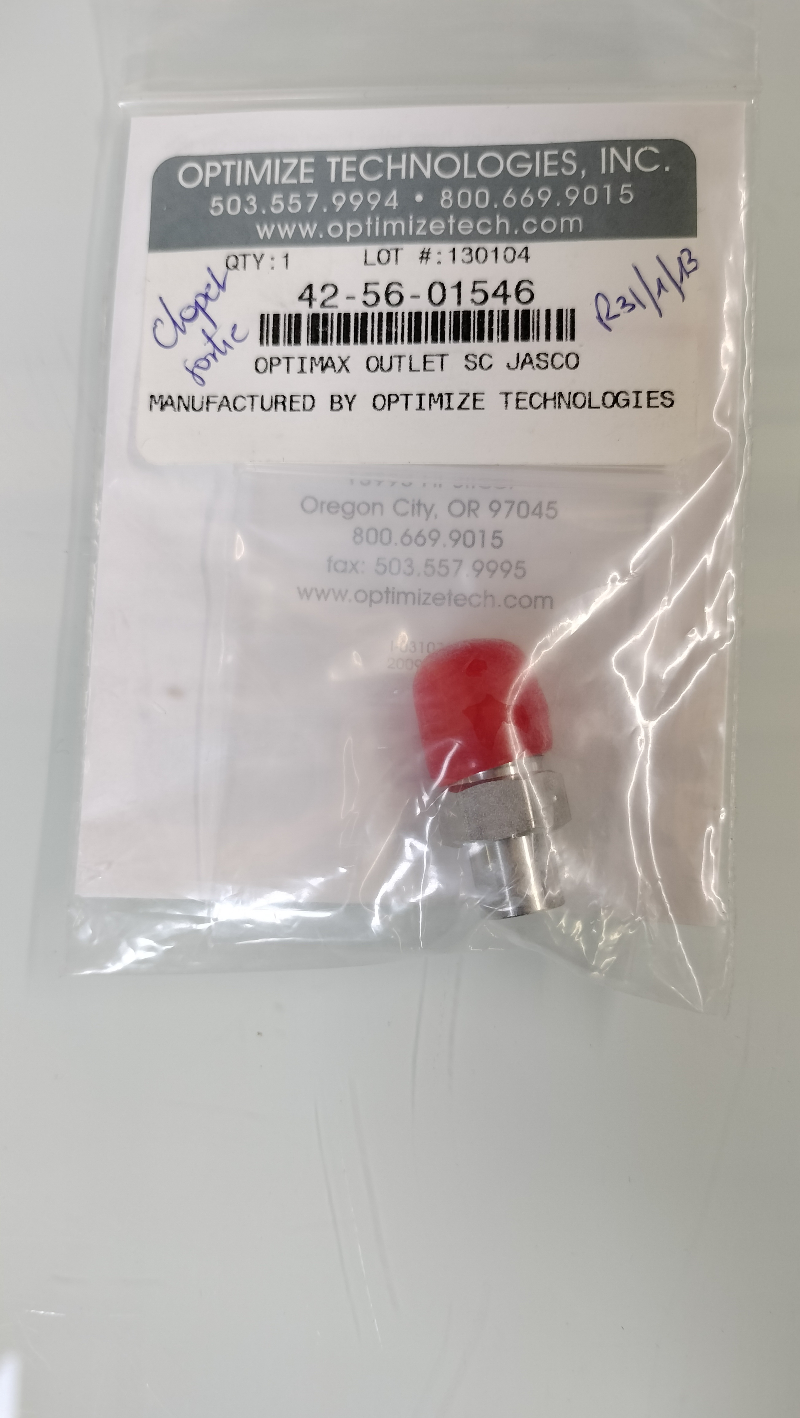 OPTIMIZE TECHNOLOGIES, INC.
503.557.9994 • 800.669.9015
www.optimizetech.com
QTY:1 LOT #:130104
Clapet
sortie
42-56-01546
R31/1/13
OPTIMAX OUTLET SC JASCO
MANUFACTURED BY OPTIMIZE TECHNOLOGIES
Oregon City, OR 97045
800.669.9015
fax: 503.557.9995
www.optimizetech.com